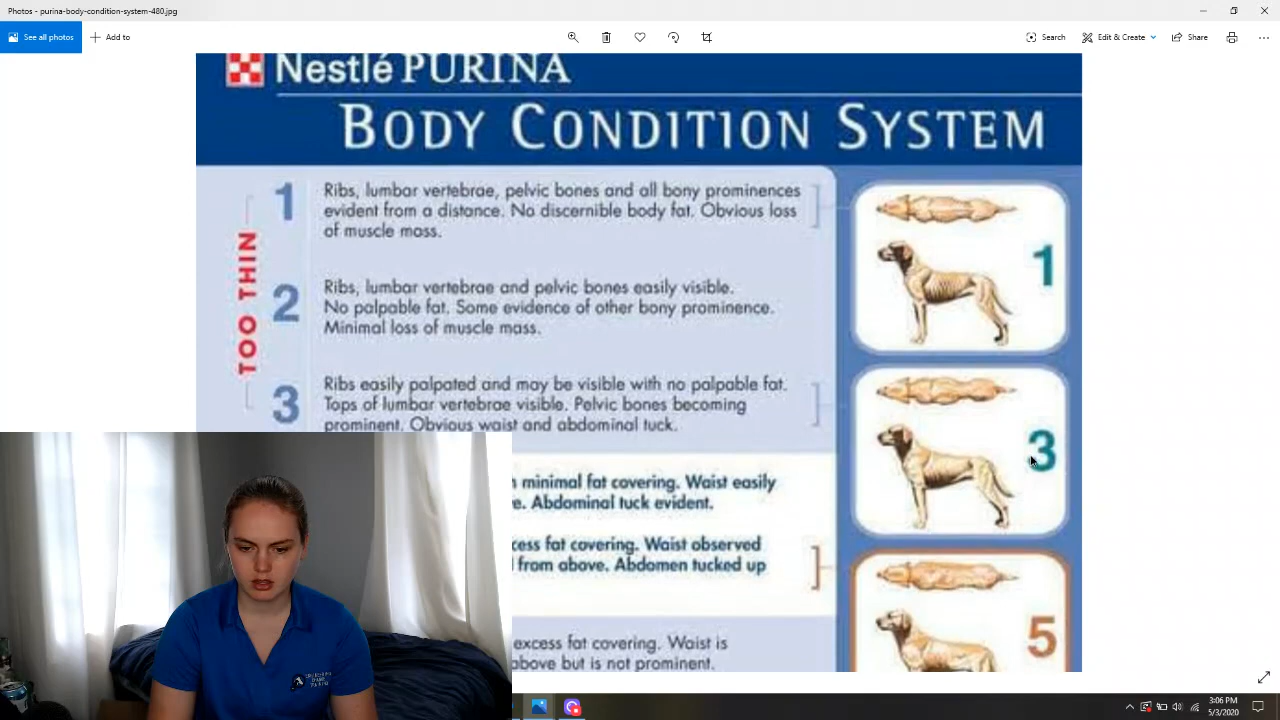 Photos - purina-body-condition-system-480.jpg
See all photos
Add to
Search
Edit & Create
Share
Nestlé PURINA
BODY CONDITION SYSTEM
TOO THIN
1
Ribs, lumbar vertebrae, pelvic bones and all bony prominences
evident from a distance. No discernible body fat. Obvious loss
of muscle mass.
1
2
Ribs, lumbar vertebrae and pelvic bones easily visible.
No palpable fat. Some evidence of other bony prominence.
Minimal loss of muscle mass.
3
Ribs easily palpated and may be visible with no palpable fat.
Tops of lumbar vertebrae visible. Pelvic bones becoming
prominent. Obvious waist and abdominal tuck.
3
minimal fat covering. Waist easily
Abdominal tuck evident.
fat covering. Waist observed
from above. Abdomen tucked up
5
excess fat covering. Waist is
above but is not prominent.
3:06 PM
5/3/2020